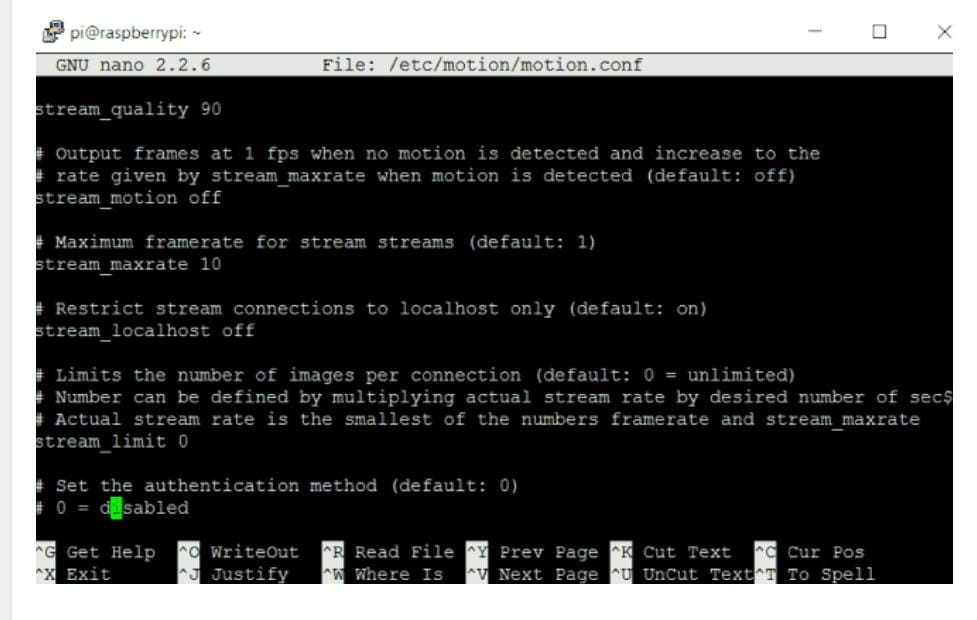 pi@raspberrypi: ~
GNU nano 2.2.6 File: /etc/motion/motion.conf
stream_quality 90
# Output frames at 1 fps when no motion is detected and increase to the
# rate given by stream_maxrate when motion is detected (default: off)
stream_motion off
# Maximum framerate for stream streams (default: 1)
stream_maxrate 10
# Restrict stream connections to localhost only (default: on)
stream_localhost off
# Limits the number of images per connection (default: 0 = unlimited)
# Number can be defined by multiplying actual stream rate by desired number of sec$
# Actual stream rate is the smallest of the numbers framerate and stream_maxrate
stream_limit 0
# Set the authentication method (default: 0)
# 0 = disabled
^G Get Help ^O WriteOut ^R Read File ^Y Prev Page ^K Cut Text ^C Cur Pos
^X Exit ^J Justify ^W Where Is ^V Next Page ^U UnCut Text ^T To Spell